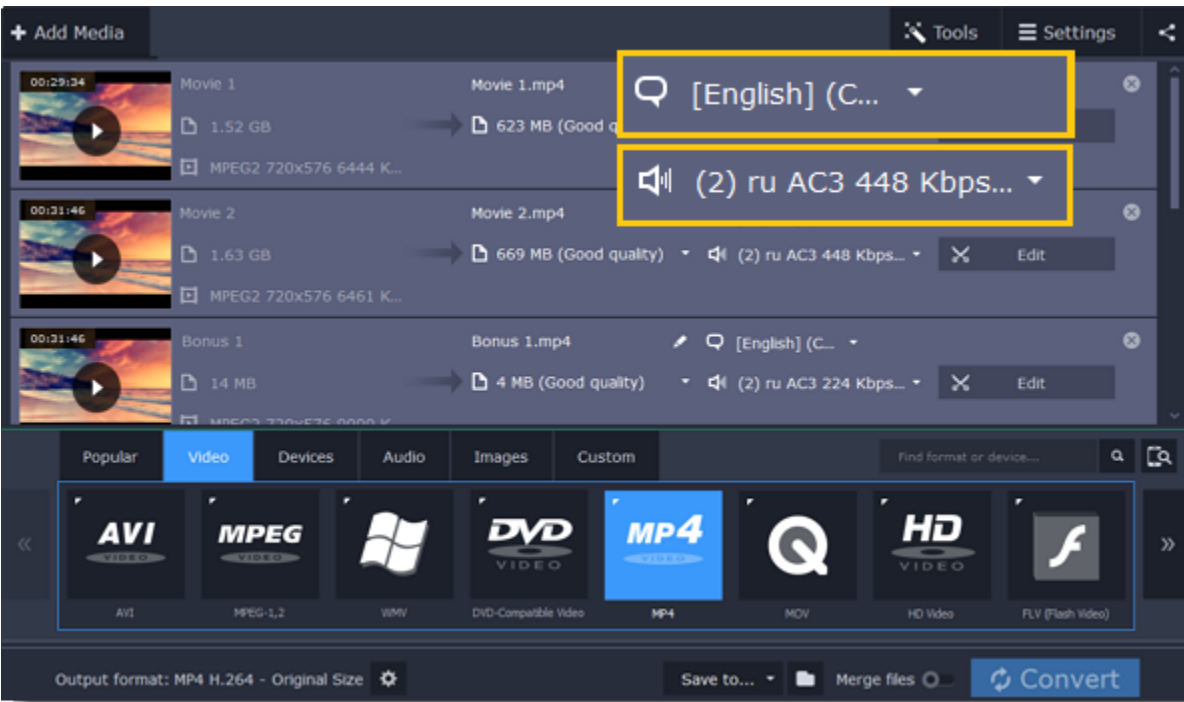 Add Media
Tools
Settings
00:29:34
Movie 1
Movie 1.mp4
[English] (C...
1.52 GB
623 MB (Good q
MPEG2 720x576 6444 K...
(2) ru AC3 448 Kbps...
00:31:46
Movie 2
Movie 2.mp4
1.63 GB
669 MB (Good quality)
(2) ru AC3 448 Kbps...
Edit
MPEG2 720x576 6461 K...
00:31:46
Bonus 1
Bonus 1.mp4
[English] (C...
14 MB
4 MB (Good quality)
(2) ru AC3 224 Kbps...
Edit
Popular
Video
Devices
Audio
Images
Custom
Find format or device...
AVI
VIDEO
MPEG
VIDEO
DVD
VIDEO
MP4
VIDEO
HD
VIDEO
AVI
MPEG-1,2
WMV
DVD-Compatible Video
MP4
MOV
HD Video
FLV (Flash Video)
Output format: MP4 H.264 - Original Size
Save to...
Merge files
Convert